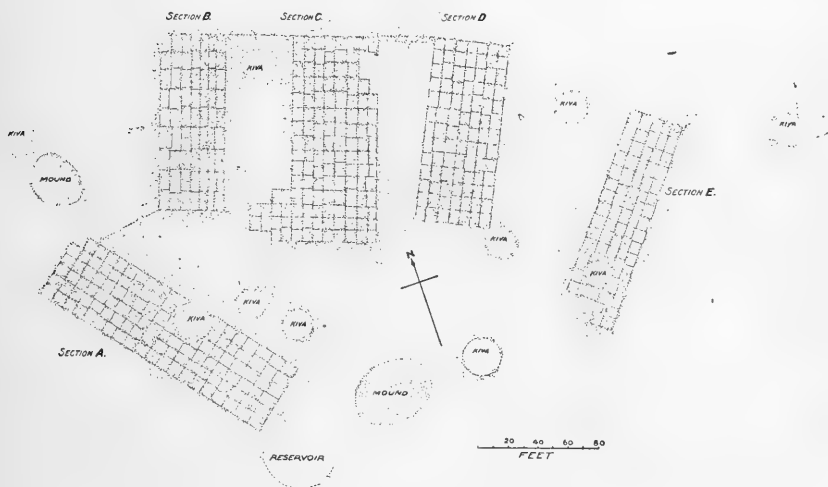 SECTION B.
SECTION C.
SECTION D
KIVA
KIVA
KIVA
KIVA
MOUND
SECTION E.
KIVA
N
KIVA
KIVA
KIVA
KIVA
KIVA
SECTION A.
MOUND
20 40 60 80
FEET
RESERVOIR